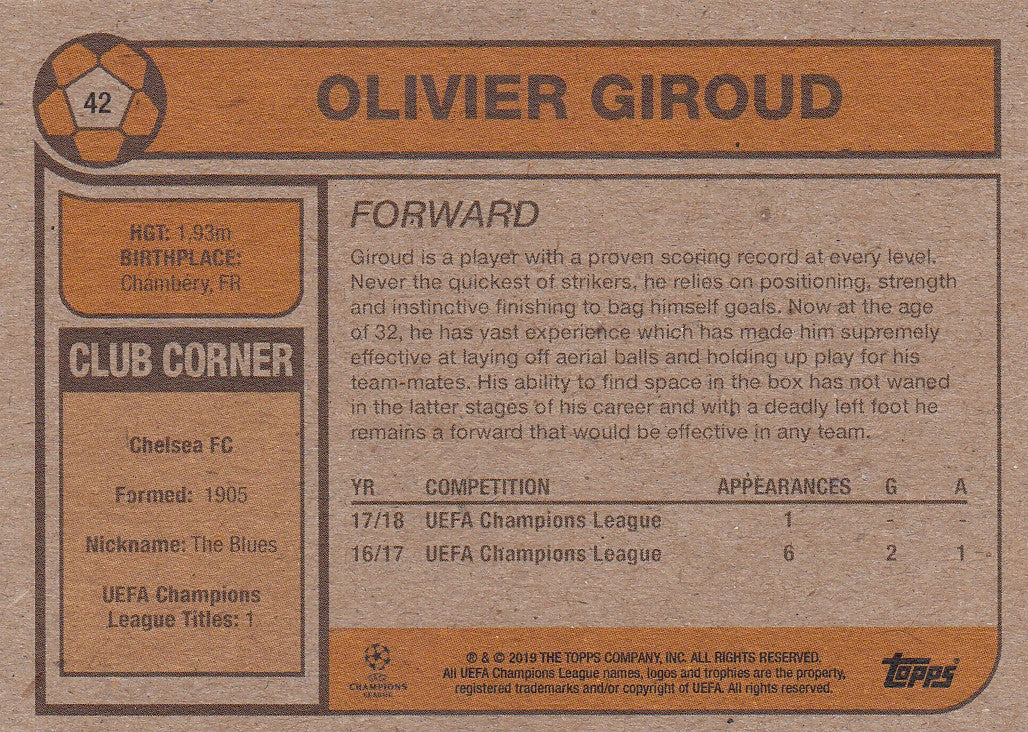 42
OLIVIER GIROUD
HGT: 1,93m
BIRTHPLACE:
Chambéry, FR
CLUB CORNER
Chelsea FC
Formed: 1905
Nickname: The Blues
UEFA Champions
League Titles: 1
FORWARD
Giroud is a player with a proven scoring record at every level.
Never the quickest of strikers, he relies on positioning, strength
and instinctive finishing to bag himself goals. Now at the age
of 32, he has vast experience which has made him supremely
effective at laying off aerial balls and holding up play for his
team-mates. His ability to find space in the box has not waned
in the latter stages of his career and with a deadly left foot he
remains a forward that would be effective in any team.
YR COMPETITION APPEARANCES G A
17/18 UEFA Champions League 1 - -
16/17 UEFA Champions League 6 2 1
UEFA
CHAMPIONS
LEAGUE
® & © 2019 THE TOPPS COMPANY, INC. ALL RIGHTS RESERVED.
All UEFA Champions League names, logos and trophies are the property,
registered trademarks and/or copyright of UEFA. All rights reserved.
topps